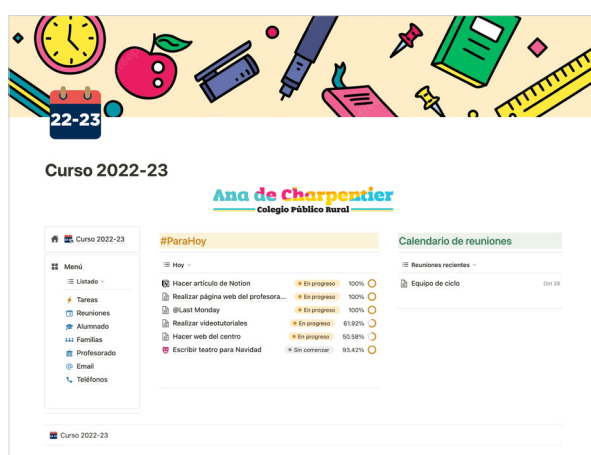 22-23
Curso 2022-23
Ana de Charpentier
Colegio Público Rural
Curso 2022-23
Menú
Listado
Tareas
Reuniones
Alumnado
Familias
Profesorado
Email
Teléfonos
#ParaHoy
Hoy
Hacer artículo de Notion En progreso 100%
Realizar página web del profesora... En progreso 100%
@Last Monday En progreso 100%
Realizar videotutoriales En progreso 61.92%
Hacer web del centro En progreso 50.58%
Escribir teatro para Navidad Sin comenzar 93.42%
Calendario de reuniones
Reuniones recientes
Equipo de ciclo Oct 28
Curso 2022-23